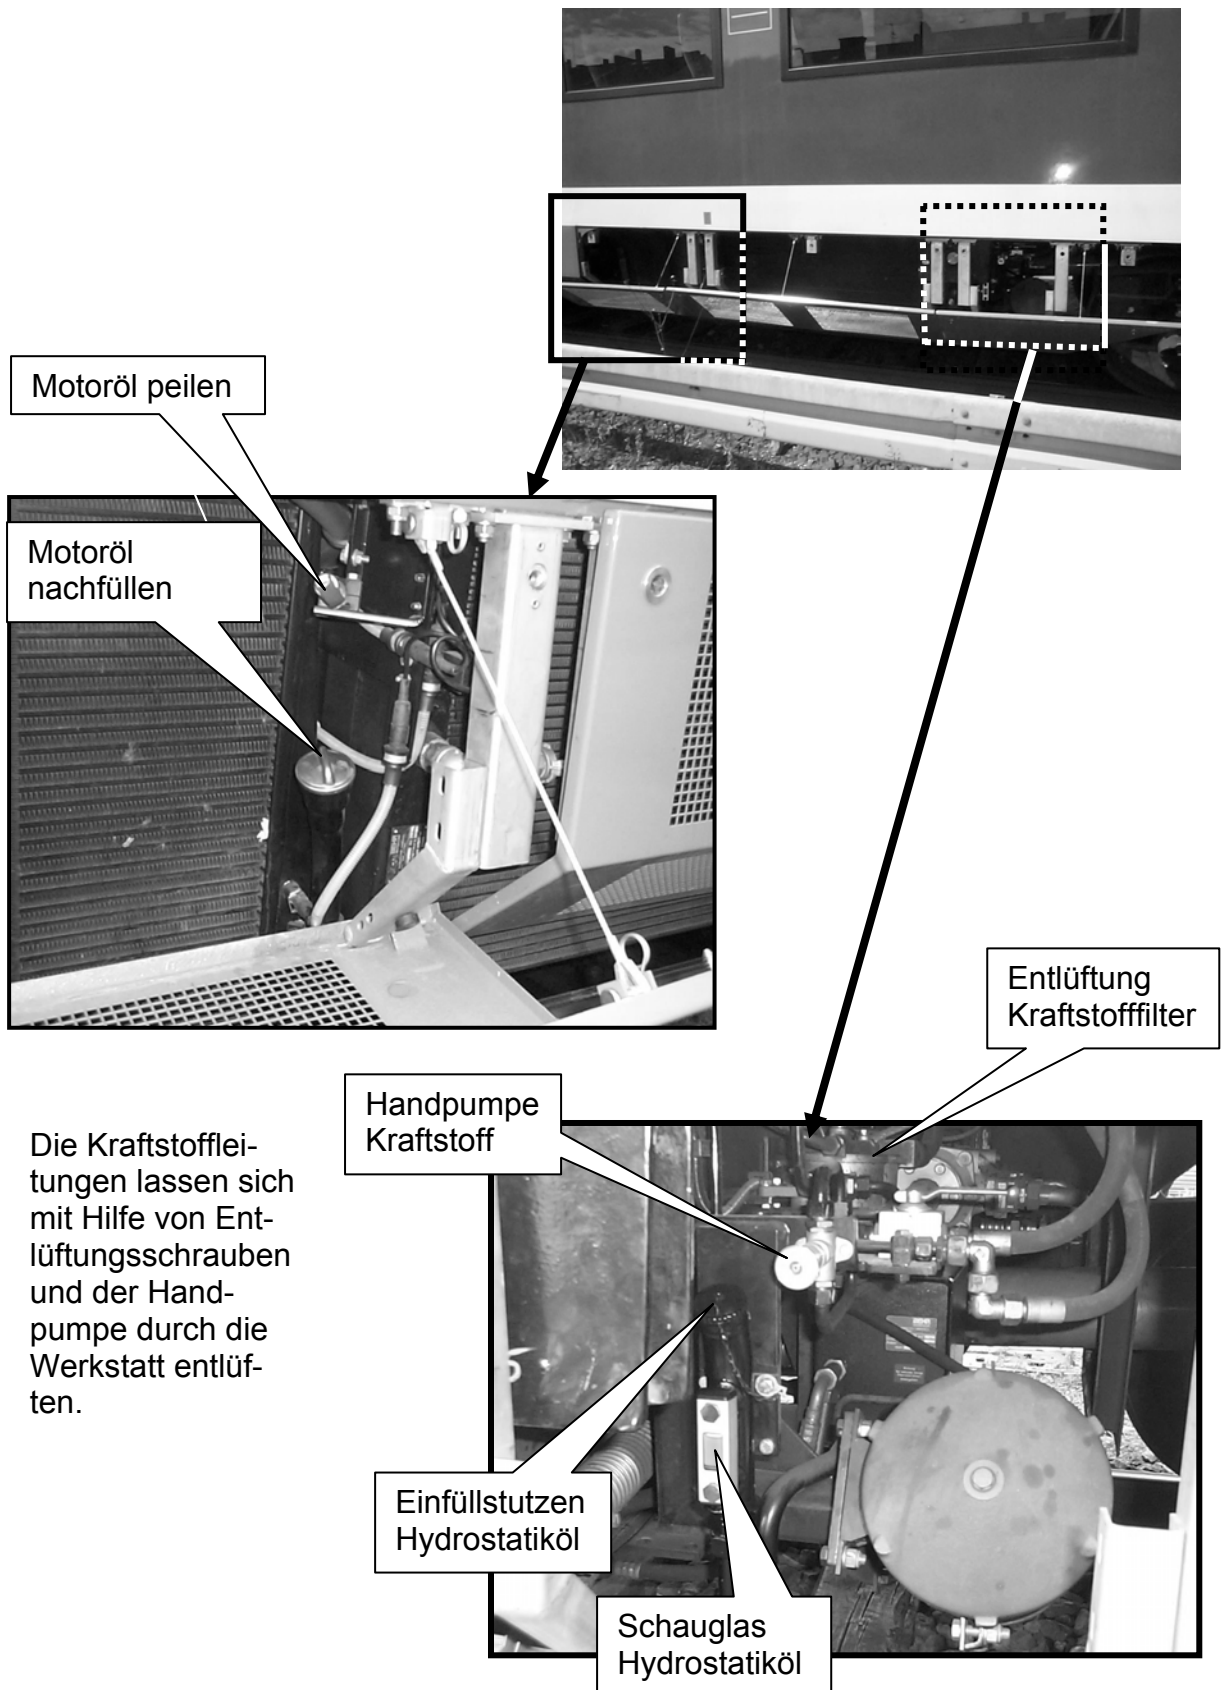 Motoröl peilen
Motoröl
nachfüllen
Entlüftung
Kraftstofffilter
Handpumpe
Kraftstoff
Die Kraftstofflei-
tungen lassen sich
mit Hilfe von Ent-
lüftungsschrauben
und der Hand-
pumpe durch die
Werkstatt entlüf-
ten.
Einfüllstutzen
Hydrostatiköl
Schauglas
Hydrostatiköl